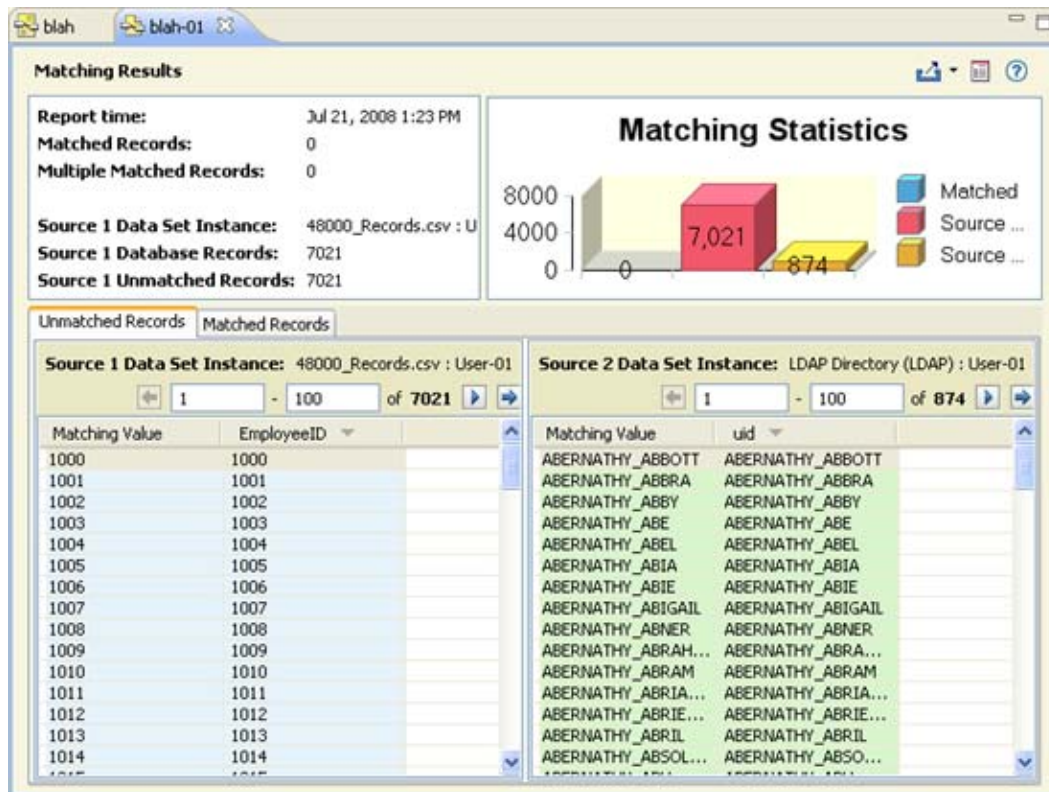 blah blah-01
Matching Results
Report time: Jul 21, 2008 1:23 PM
Matched Records: 0
Multiple Matched Records: 0
Source 1 Data Set Instance: 48000_Records.csv : U
Source 1 Database Records: 7021
Source 1 Unmatched Records: 7021
Matching Statistics
8000
4000
0
0
7,021
874
Matched
Source ...
Source ...
Unmatched Records Matched Records
Source 1 Data Set Instance: 48000_Records.csv : User-01
1 - 100 of 7021
Matching Value EmployeeID
1000 1000
1001 1001
1002 1002
1003 1003
1004 1004
1005 1005
1006 1006
1007 1007
1008 1008
1009 1009
1010 1010
1011 1011
1012 1012
1013 1013
1014 1014
Source 2 Data Set Instance: LDAP Directory (LDAP) : User-01
1 - 100 of 874
Matching Value uid
ABERNATHY_ABBOTT ABERNATHY_ABBOTT
ABERNATHY_ABBRA ABERNATHY_ABBRA
ABERNATHY_ABBY ABERNATHY_ABBY
ABERNATHY_ABE ABERNATHY_ABE
ABERNATHY_ABEL ABERNATHY_ABEL
ABERNATHY_ABIA ABERNATHY_ABIA
ABERNATHY_ABIE ABERNATHY_ABIE
ABERNATHY_ABIGAIL ABERNATHY_ABIGAIL
ABERNATHY_ABNER ABERNATHY_ABNER
ABERNATHY_ABRAH... ABERNATHY_ABRA...
ABERNATHY_ABRAM ABERNATHY_ABRAM
ABERNATHY_ABRIA... ABERNATHY_ABRIA...
ABERNATHY_ABRIE... ABERNATHY_ABRIE...
ABERNATHY_ABRIL ABERNATHY_ABRIL
ABERNATHY_ABSOL... ABERNATHY_ABSO...